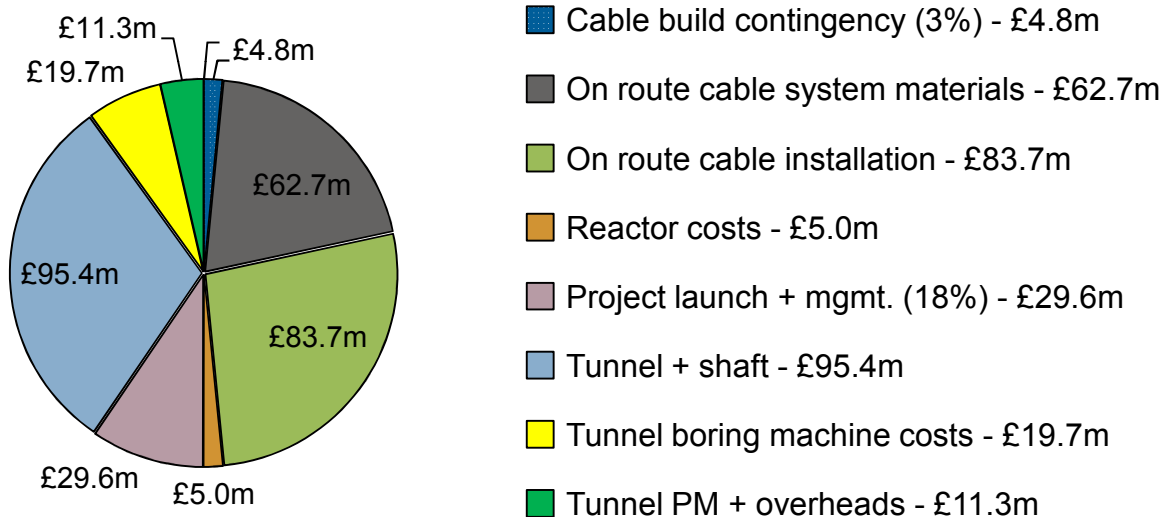 £11.3m
£4.8m
£19.7m
£62.7m
£95.4m
£83.7m
£29.6m
£5.0m
Cable build contingency (3%) - £4.8m
On route cable system materials - £62.7m
On route cable installation - £83.7m
Reactor costs - £5.0m
Project launch + mgmt. (18%) - £29.6m
Tunnel + shaft - £95.4m
Tunnel boring machine costs - £19.7m
Tunnel PM + overheads - £11.3m